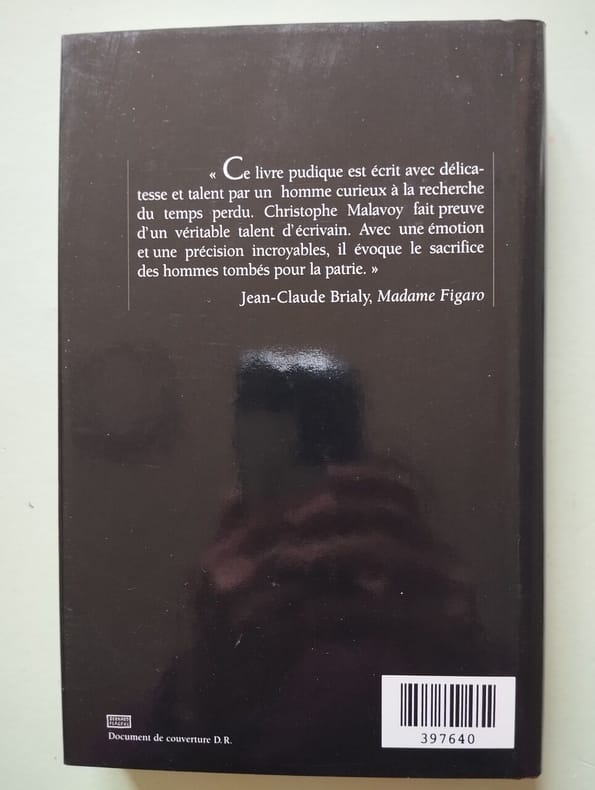 « Ce livre pudique est écrit avec délica-
tesse et talent par un homme curieux à la recherche
du temps perdu. Christophe Malavoy fait preuve
d'un véritable talent d'écrivain. Avec une émotion
et une précision incroyables, il évoque le sacrifice
des hommes tombés pour la patrie. »
Jean-Claude Brialy, Madame Figaro
Document de couverture D.R.
397640